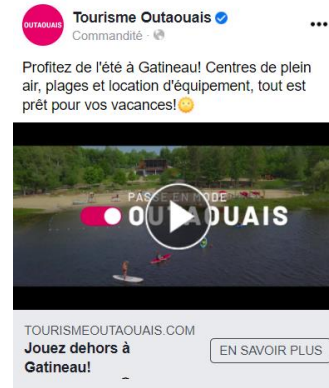 OUTAOUAIS
Tourisme Outaouais
Commandité ·
Profitez de l'été à Gatineau! Centres de plein
air, plages et location d'équipement, tout est
prêt pour vos vacances!
PASSE EN MODE
OUTAOUAIS
TOURISMEOUTAOUAIS.COM
Jouez dehors à
Gatineau!
EN SAVOIR PLUS